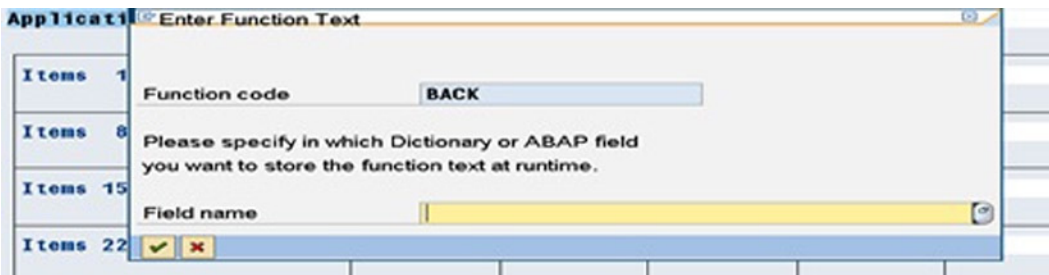 Applicati
Enter Function Text
Items 1
Function code BACK
Items 8
Please specify in which Dictionary or ABAP field
you want to store the function text at runtime.
Items 15
Field name
Items 22